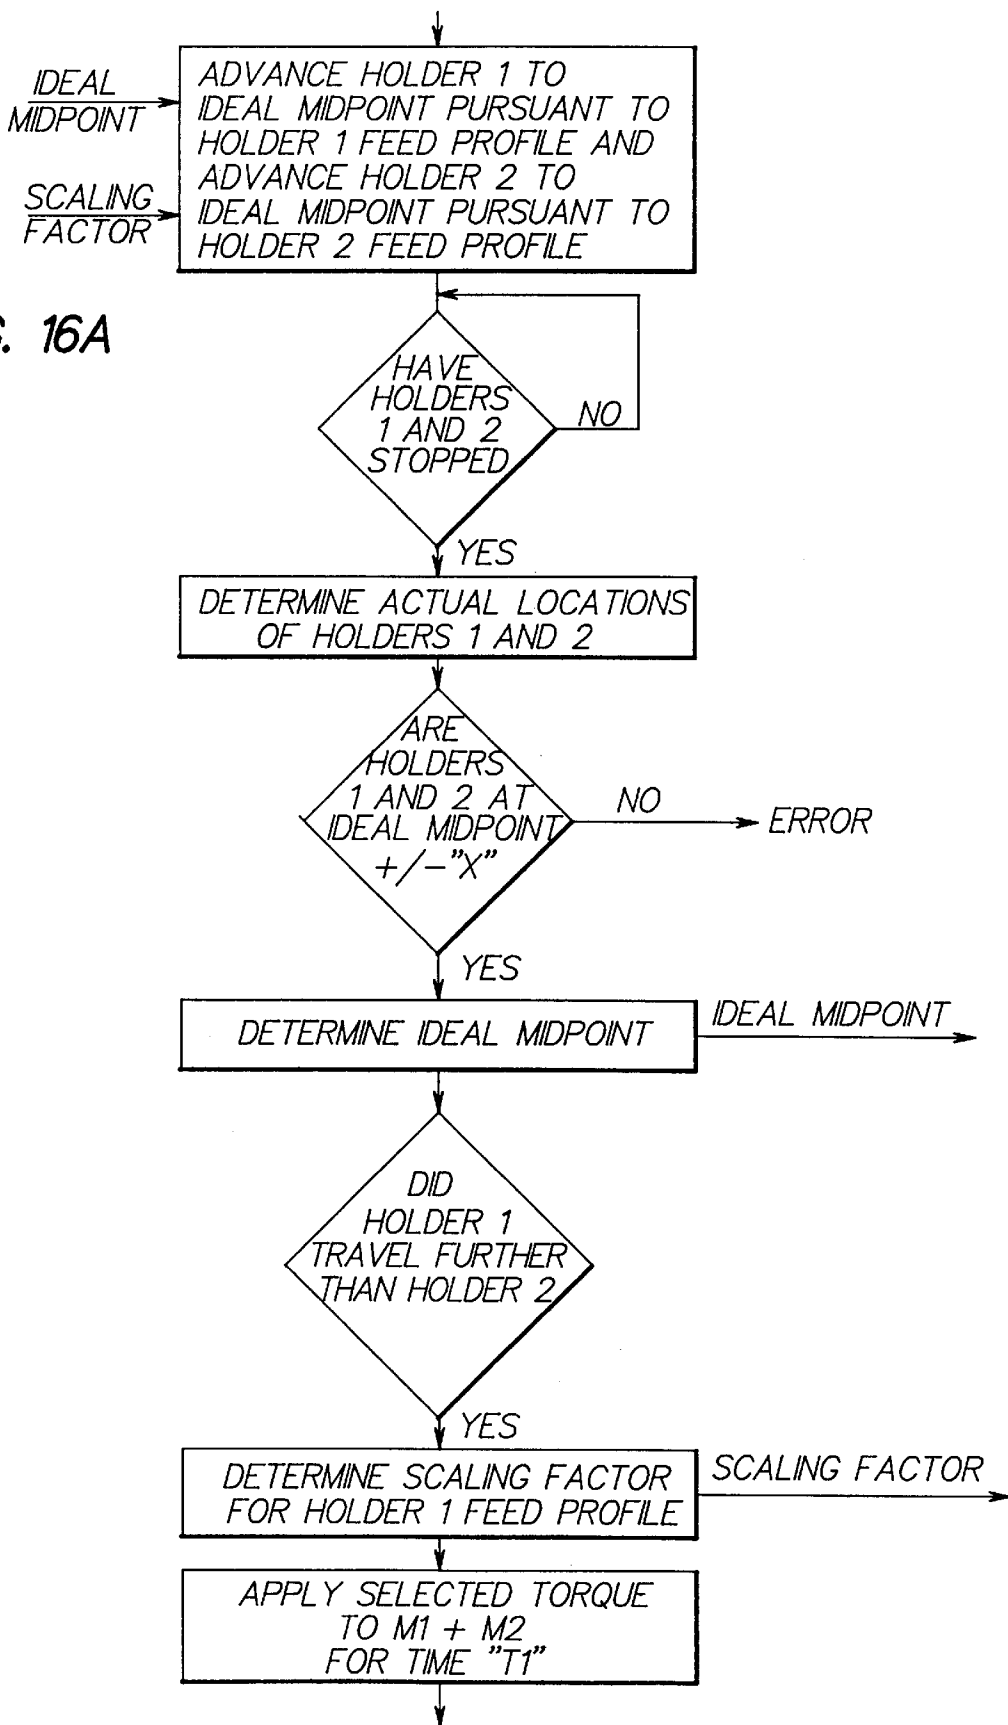 IDEAL
MIDPOINT
SCALING
FACTOR
ADVANCE HOLDER 1 TO
IDEAL MIDPOINT PURSUANT TO
HOLDER 1 FEED PROFILE AND
ADVANCE HOLDER 2 TO
IDEAL MIDPOINT PURSUANT TO
HOLDER 2 FEED PROFILE
. 16A
HAVE
HOLDERS
1 AND 2
STOPPED
NO
YES
DETERMINE ACTUAL LOCATIONS
OF HOLDERS 1 AND 2
ARE
HOLDERS
1 AND 2 AT
IDEAL MIDPOINT
+/-"X"
NO
ERROR
YES
DETERMINE IDEAL MIDPOINT
IDEAL MIDPOINT
DID
HOLDER 1
TRAVEL FURTHER
THAN HOLDER 2
YES
DETERMINE SCALING FACTOR
FOR HOLDER 1 FEED PROFILE
SCALING FACTOR
APPLY SELECTED TORQUE
TO M1 + M2
FOR TIME "T1"